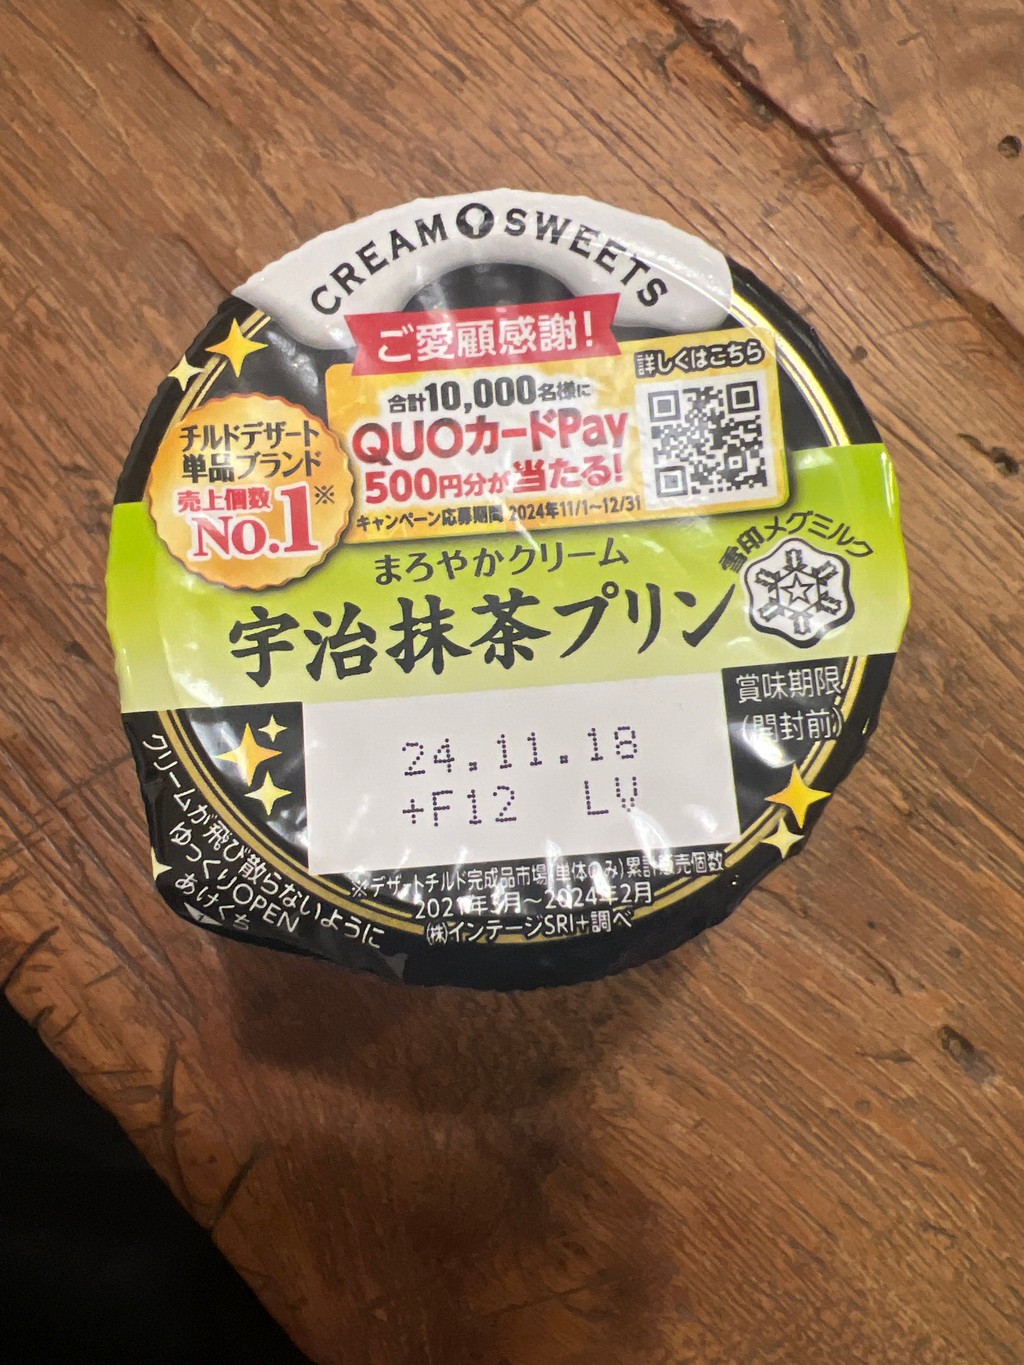 CREAM SWEETS
ご愛顧感謝!
詳しくはこちら
合計10,000名様に
QUOカードPay
500円分が当たる!
キャンペーン応募期間 2024年11/1~12/31
チルドデザート
単品ブランド
売上個数※
No.1
まろやかクリーム
宇治抹茶プリン
雪印メグミルク
賞味期限
(開封前)
24.11.18
+F12 LV
※デザートチルド完成品市場(単体のみ)累計販売個数
2021年3月~2024年2月
㈱インテージSRI+調べ
クリームが飛び散らないように
ゆっくりOPEN
あけくち